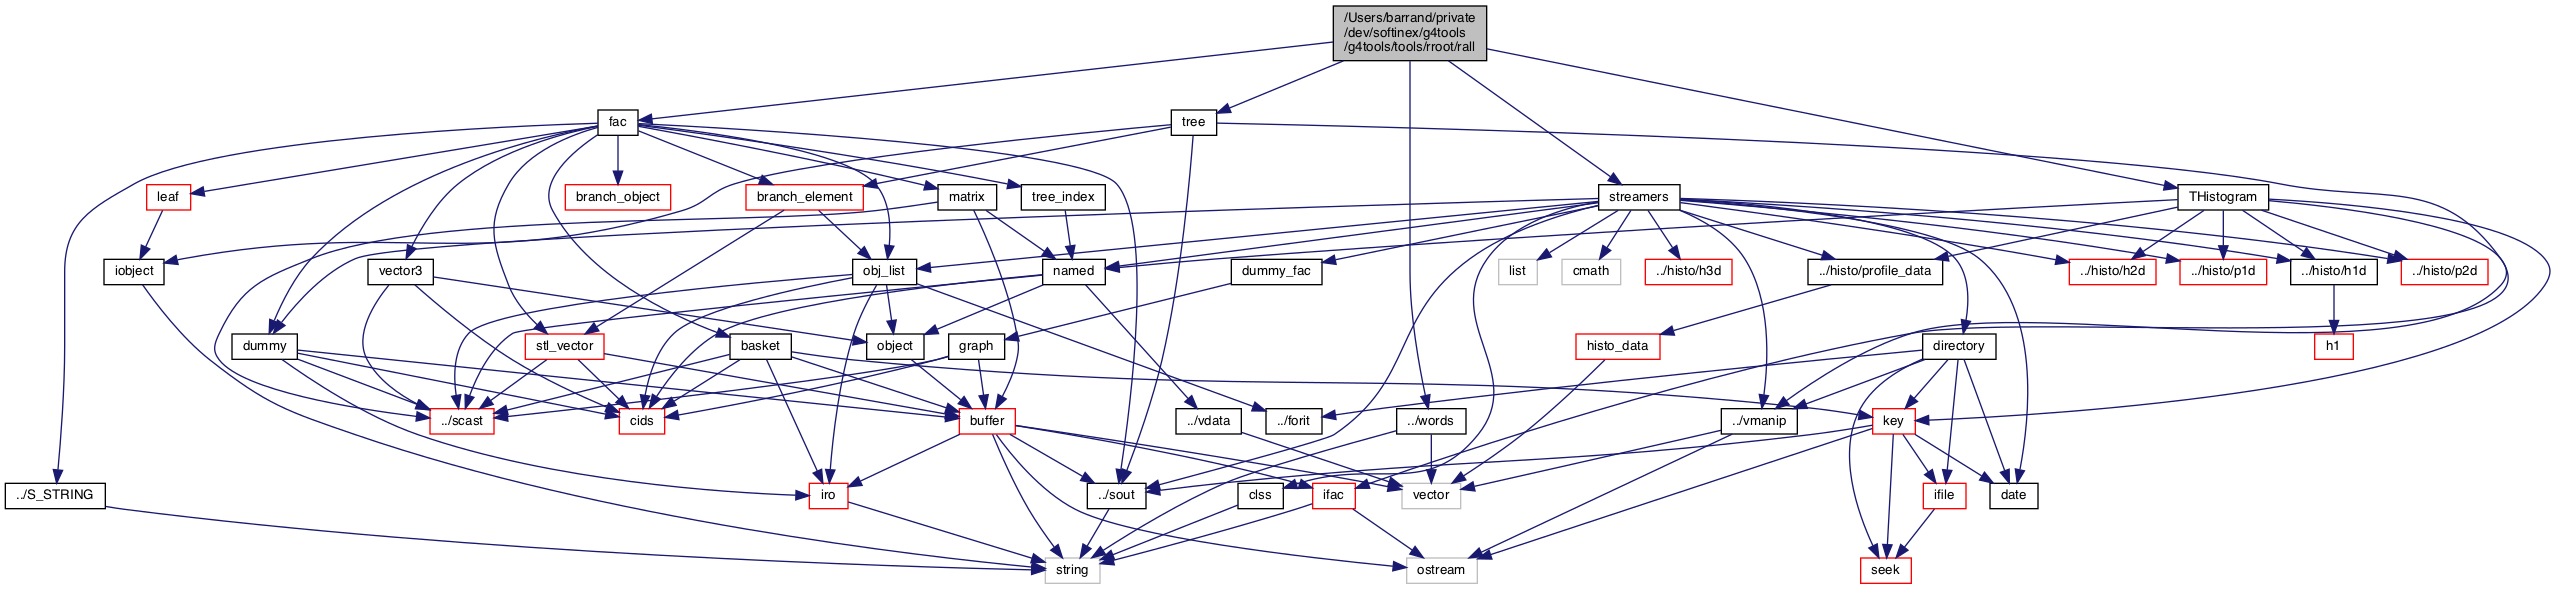 /Users/barrand/private
/dev/softinex/g4tools
/g4tools/tools/rroot/rall
fac
tree
leaf
branch_object
branch_element
matrix
tree_index
streamers
THistogram
iobject
vector3
obj_list
named
dummy_fac
list
cmath
../histo/h3d
../histo/profile_data
../histo/h2d
../histo/p1d
../histo/h1d
../histo/p2d
dummy
stl_vector
basket
object
graph
histo_data
directory
h1
../scast
cids
buffer
../vdata
../forit
../words
../vmanip
key
../S_STRING
iro
../sout
clss
ifac
vector
ifile
date
string
ostream
seek